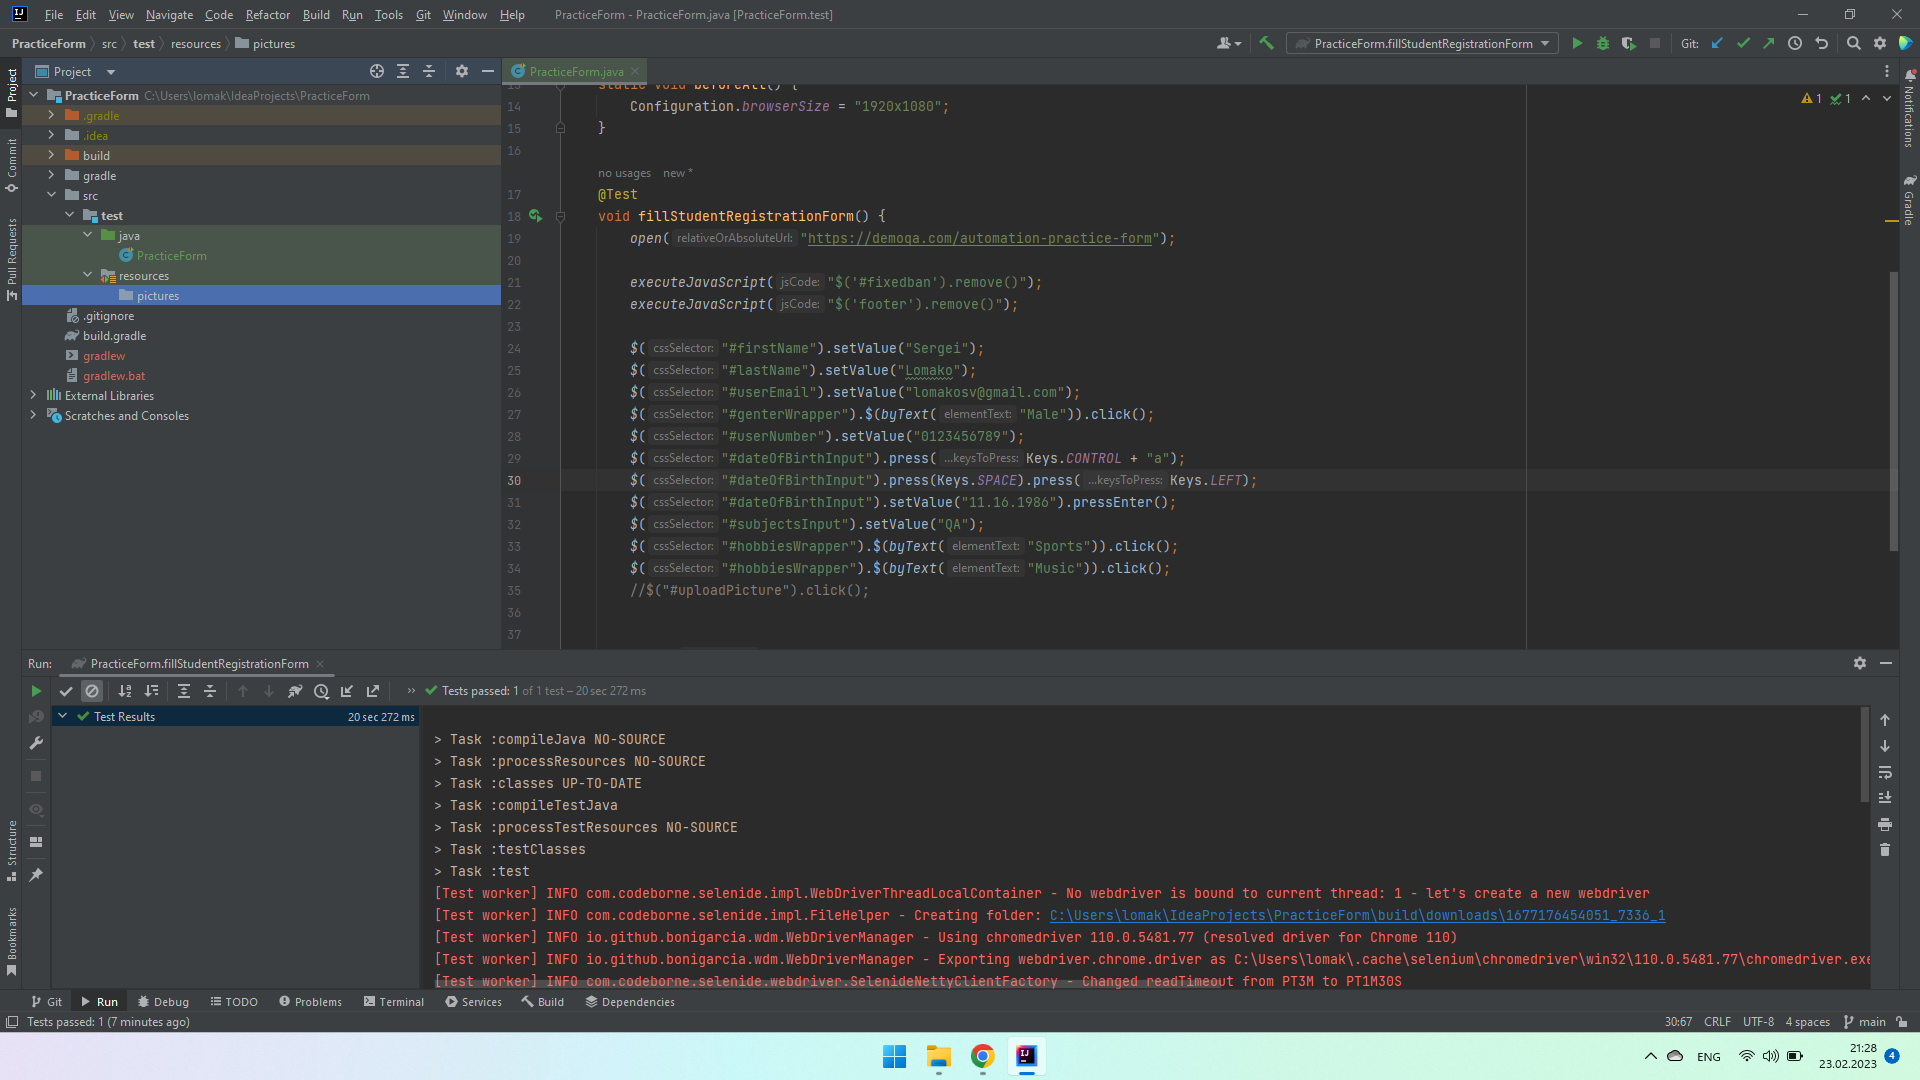 File Edit View Navigate Code Refactor Build Run Tools Git Window Help PracticeForm - PracticeForm.java [PracticeForm.test]
PracticeForm src test resources pictures PracticeForm.fillStudentRegistrationForm Git:
Project
PracticeForm.java
PracticeForm C:\Users\lomak\IdeaProjects\PracticeForm
.gradle
.idea
build
gradle
src
test
java
PracticeForm
resources
pictures
.gitignore
build.gradle
gradlew
gradlew.bat
External Libraries
Scratches and Consoles
Project
Commit
Pull Requests
Structure
Bookmarks
Notifications
Gradle
1 1
13 static void beforeAll() {
14 Configuration.browserSize = "1920x1080";
15 }
16
no usages new *
17 @Test
18 void fillStudentRegistrationForm() {
19 open( relativeOrAbsoluteUrl: "https://demoqa.com/automation-practice-form");
20
21 executeJavaScript( jsCode: "$('#fixedban').remove()");
22 executeJavaScript( jsCode: "$('footer').remove()");
23
24 $( cssSelector: "#firstName").setValue("Sergei");
25 $( cssSelector: "#lastName").setValue("Lomako");
26 $( cssSelector: "#userEmail").setValue("lomakosv@gmail.com");
27 $( cssSelector: "#genterWrapper").$(byText( elementText: "Male")).click();
28 $( cssSelector: "#userNumber").setValue("0123456789");
29 $( cssSelector: "#dateOfBirthInput").press( ...keysToPress: Keys.CONTROL + "a");
30 $( cssSelector: "#dateOfBirthInput").press(Keys.SPACE).press( ...keysToPress: Keys.LEFT);
31 $( cssSelector: "#dateOfBirthInput").setValue("11.16.1986").pressEnter();
32 $( cssSelector: "#subjectsInput").setValue("QA");
33 $( cssSelector: "#hobbiesWrapper").$(byText( elementText: "Sports")).click();
34 $( cssSelector: "#hobbiesWrapper").$(byText( elementText: "Music")).click();
35 //$("#uploadPicture").click();
36
37
Run: PracticeForm.fillStudentRegistrationForm
Tests passed: 1 of 1 test – 20 sec 272 ms
Test Results 20 sec 272 ms
> Task :compileJava NO-SOURCE
> Task :processResources NO-SOURCE
> Task :classes UP-TO-DATE
> Task :compileTestJava
> Task :processTestResources NO-SOURCE
> Task :testClasses
> Task :test
[Test worker] INFO com.codeborne.selenide.impl.WebDriverThreadLocalContainer - No webdriver is bound to current thread: 1 - let's create a new webdriver
[Test worker] INFO com.codeborne.selenide.impl.FileHelper - Creating folder: C:\Users\lomak\IdeaProjects\PracticeForm\build\downloads\1677176454051_7336_1
[Test worker] INFO io.github.bonigarcia.wdm.WebDriverManager - Using chromedriver 110.0.5481.77 (resolved driver for Chrome 110)
[Test worker] INFO io.github.bonigarcia.wdm.WebDriverManager - Exporting webdriver.chrome.driver as C:\Users\lomak\.cache\selenium\chromedriver\win32\110.0.5481.77\chromedriver.exe
[Test worker] INFO com.codeborne.selenide.webdriver.SelenideNettyClientFactory - Changed readTimeout from PT3M to PT1M30S
Git Run Debug TODO Problems Terminal Services Build Dependencies
Tests passed: 1 (7 minutes ago) 30:67 CRLF UTF-8 4 spaces main
ENG 21:28 4
23.02.2023